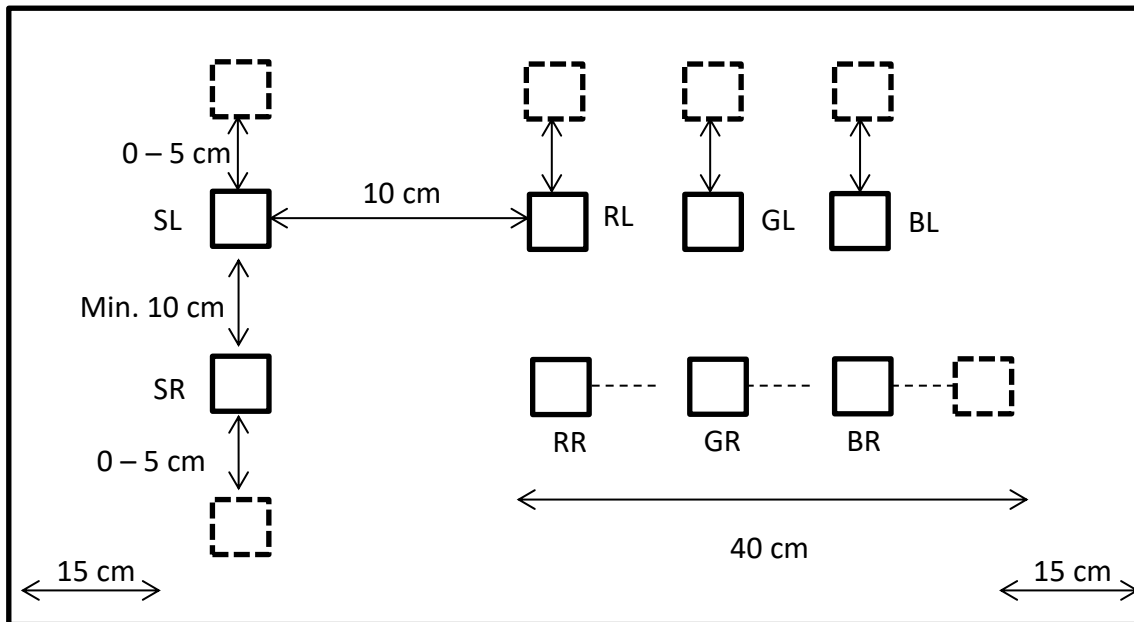 0 – 5 cm
10 cm
SL
RL
GL
BL
Min. 10 cm
SR
0 – 5 cm
RR
GR
BR
40 cm
15 cm
15 cm